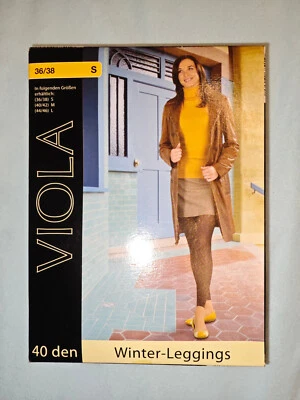 36/38 S
In folgenden Größen
erhältlich:
(36/38) S
(40/42) M
(44/46) L
VIOLA
40 den
Winter-Leggings